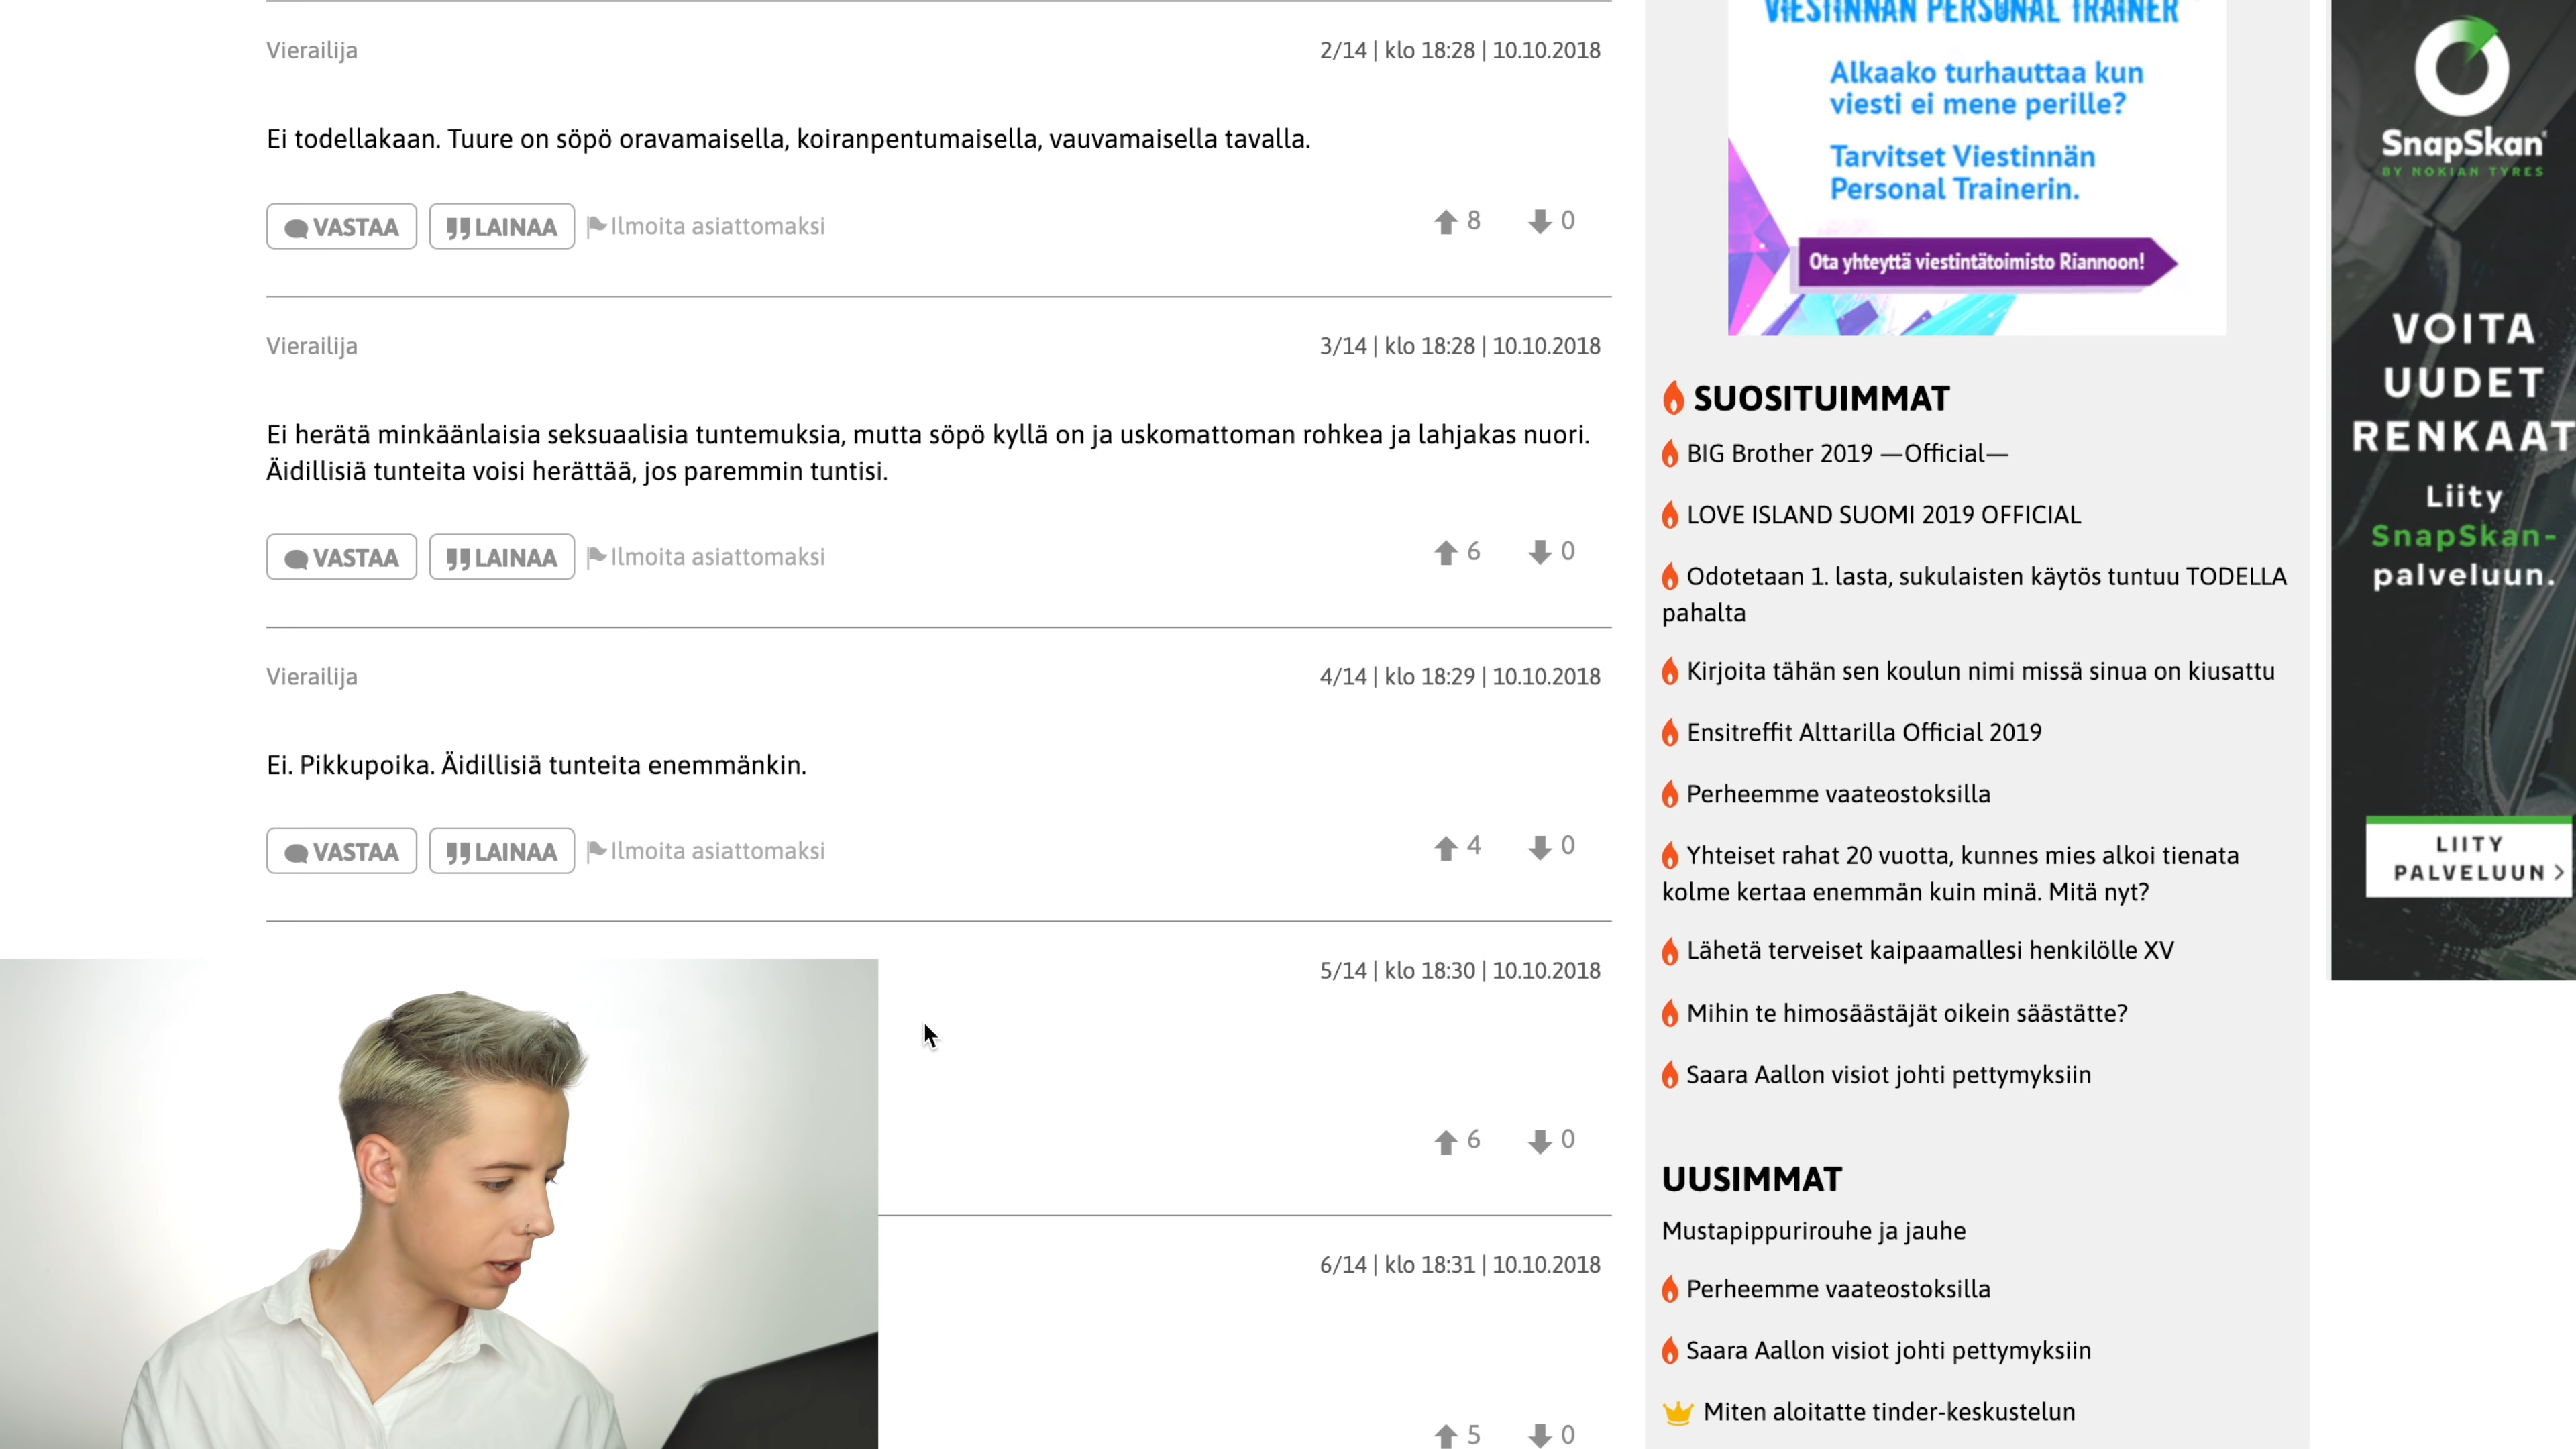 Vierailija
2/14 | klo 18:28 | 10.10.2018
Ei todellakaan. Tuure on söpö oravamaisella, koiranpentumaisella, vauvamaisella tavalla.
VASTAA
LAINAA
Ilmoita asiattomaksi
8
0
Vierailija
3/14 | klo 18:28 | 10.10.2018
Ei herätä minkäänlaisia seksuaalisia tuntemuksia, mutta söpö kyllä on ja uskomattoman rohkea ja lahjakas nuori.
Äidillisiä tunteita voisi herättää, jos paremmin tuntisi.
VASTAA
LAINAA
Ilmoita asiattomaksi
6
0
Vierailija
4/14 | klo 18:29 | 10.10.2018
Ei. Pikkupoika. Äidillisiä tunteita enemmänkin.
VASTAA
LAINAA
Ilmoita asiattomaksi
4
0
5/14 | klo 18:30 | 10.10.2018
6
0
6/14 | klo 18:31 | 10.10.2018
5
0
VIESTINNÄN PERSONAL TRAINER
Alkaako turhauttaa kun
viesti ei mene perille?
Tarvitset Viestinnän
Personal Trainerin.
Ota yhteyttä viestintätoimisto Riannoon!
SUOSITUIMMAT
BIG Brother 2019 —Official—
LOVE ISLAND SUOMI 2019 OFFICIAL
Odotetaan 1. lasta, sukulaisten käytös tuntuu TODELLA
pahalta
Kirjoita tähän sen koulun nimi missä sinua on kiusattu
Ensitreffit Alttarilla Official 2019
Perheemme vaateostoksilla
Yhteiset rahat 20 vuotta, kunnes mies alkoi tienata
kolme kertaa enemmän kuin minä. Mitä nyt?
Lähetä terveiset kaipaamallesi henkilölle XV
Mihin te himosäästäjät oikein säästätte?
Saara Aallon visiot johti pettymyksiin
UUSIMMAT
Mustapippurirouhe ja jauhe
Perheemme vaateostoksilla
Saara Aallon visiot johti pettymyksiin
Miten aloitatte tinder-keskustelun
SnapSkan
BY NOKIAN TYRES
VOITA
UUDET
RENKAAT
Liity
SnapSkan-
palveluun.
LIITY
PALVELUUN >